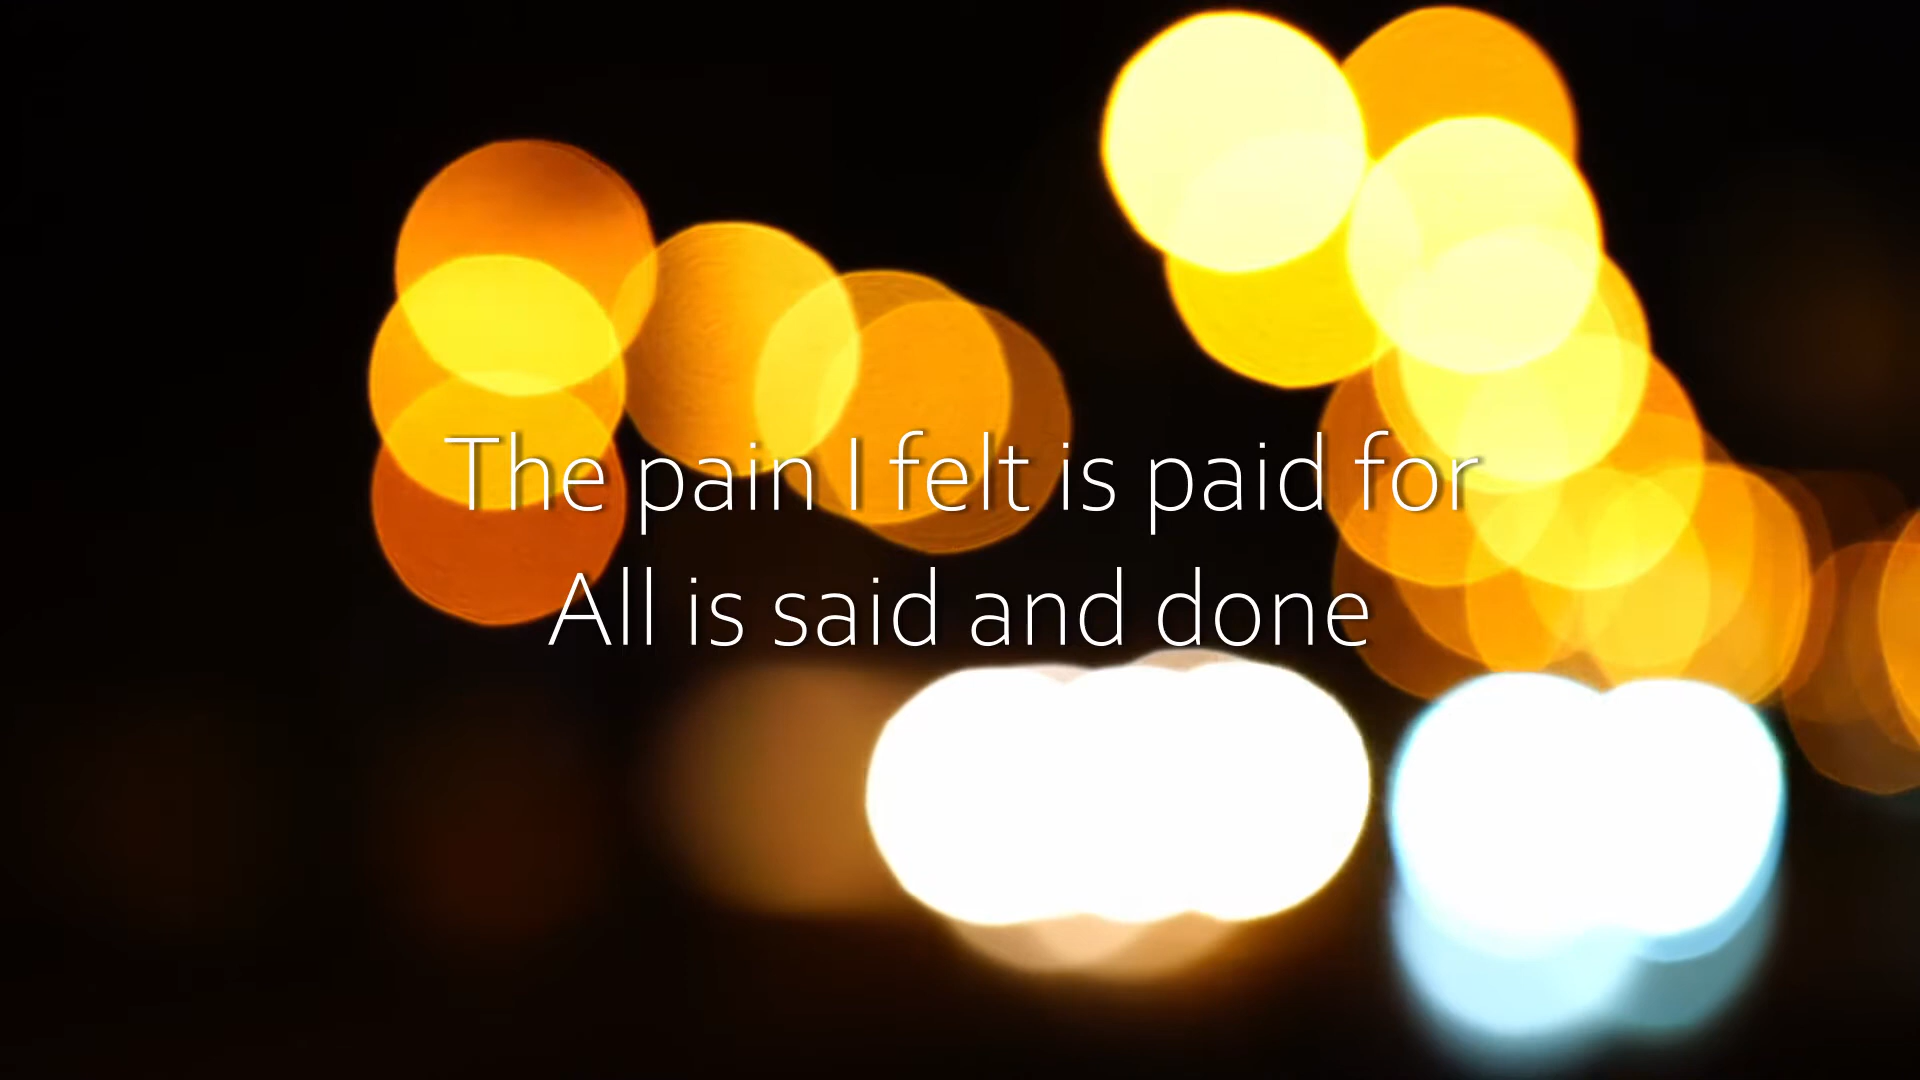 The pain I felt is paid for
All is said and done